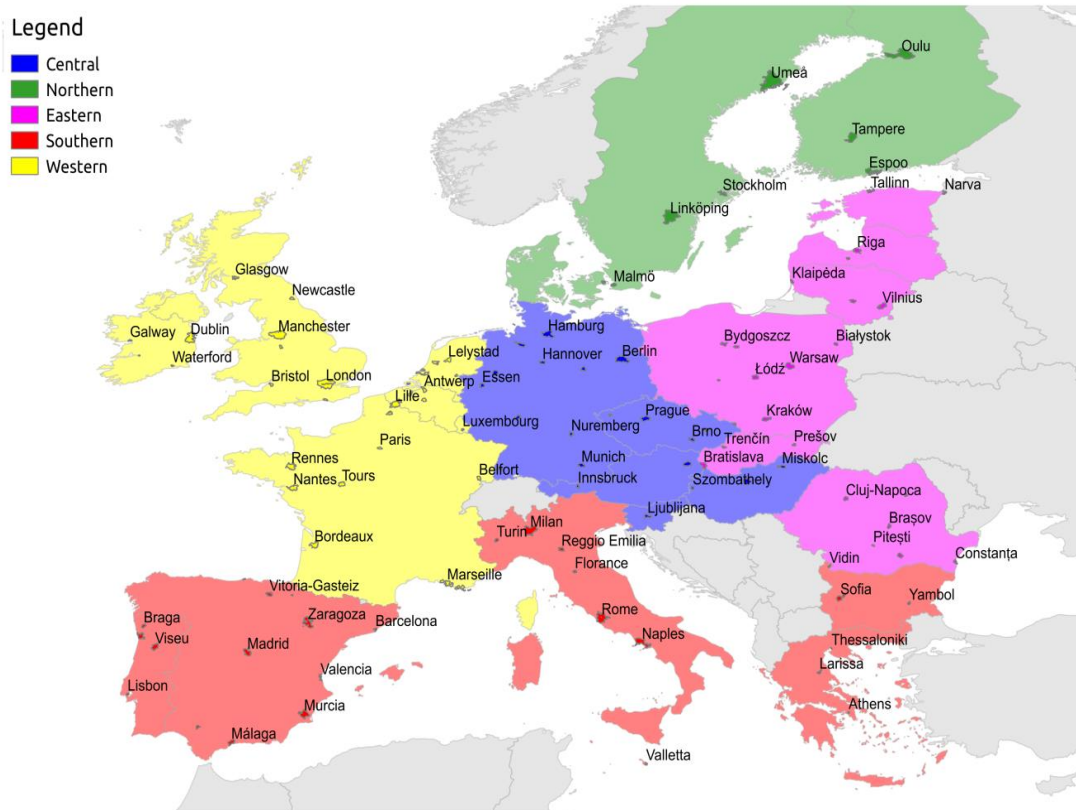 Legend
Central
Northern
Eastern
Southern
Western
Oulu
Umeå
Tampere
Espoo
Tallinn
Narva
Stockholm
Linköping
Riga
Glasgow
Malmö
Klaipėda
Newcastle
Vilnius
Galway
Dublin
Manchester
Hamburg
Bydgoszcz
Białystok
Waterford
Lelystad
Hannover
Berlin
Warsaw
Łódź
Bristol
London
Antwerp
Essen
Lille
Luxembourg
Prague
Kraków
Nuremberg
Brno
Trenčín
Prešov
Paris
Rennes
Belfort
Munich
Bratislava
Miskolc
Nantes
Tours
Innsbruck
Szombathely
Cluj-Napoca
Ljublijana
Brașov
Bordeaux
Turin
Milan
Reggio Emilia
Pitești
Vidin
Constanța
Florance
Marseille
Vitoria-Gasteiz
Sofia
Yambol
Braga
Zaragoza
Barcelona
Rome
Viseu
Madrid
Naples
Thessaloniki
Valencia
Larissa
Lisbon
Murcia
Athens
Málaga
Valletta